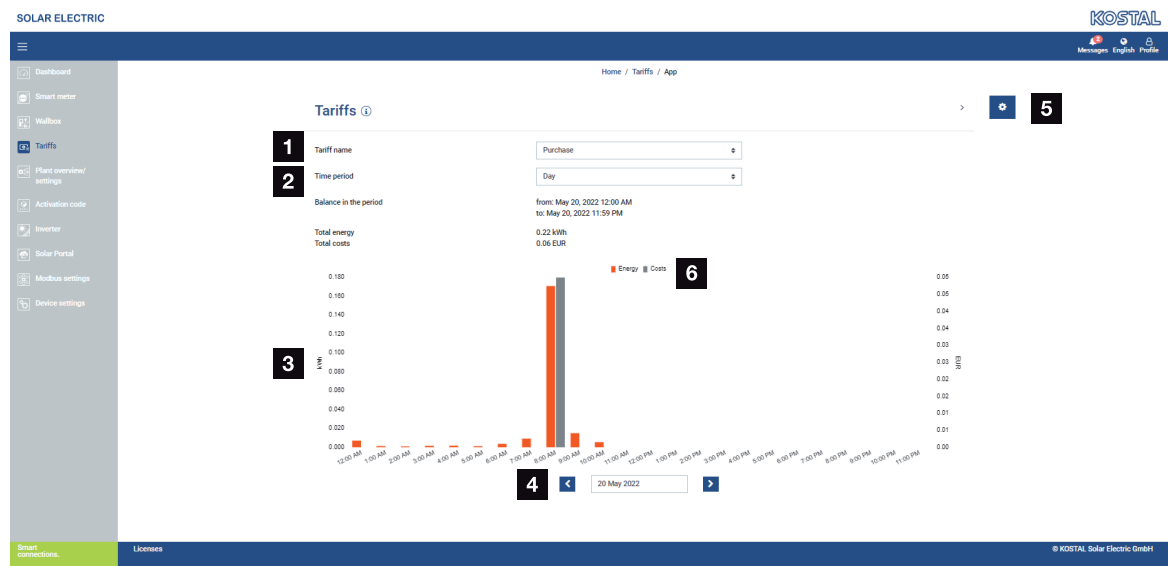 SOLAR ELECTRIC
KOSTAL
2
Messages English Profile
Dashboard
Smart meter
Wallbox
Tariffs
Plant overview/
settings
Activation code
Inverter
Solar Portal
Modbus settings
Device settings
Home / Tariffs / App
Tariffs
5
1
Tariff name
Purchase
2
Time period
Day
Balance in the period
from: May 20, 2022 12:00 AM
to: May 20, 2022 11:59 PM
Total energy
0.22 kWh
Total costs
0.06 EUR
Energy Costs
6
3
kWh
0.180
0.160
0.140
0.120
0.100
0.080
0.060
0.040
0.020
0.000
0.05
0.05
0.04
0.04
0.03
0.03
0.02
0.02
0.01
0.01
0.00
EUR
12:00 AM 1:00 AM 2:00 AM 3:00 AM 4:00 AM 5:00 AM 6:00 AM 7:00 AM 8:00 AM 9:00 AM 10:00 AM 11:00 AM 12:00 PM 1:00 PM 2:00 PM 3:00 PM 4:00 PM 5:00 PM 6:00 PM 7:00 PM 8:00 PM 9:00 PM 10:00 PM 11:00 PM
4
20 May 2022
Smart
connections.
Licenses
© KOSTAL Solar Electric GmbH